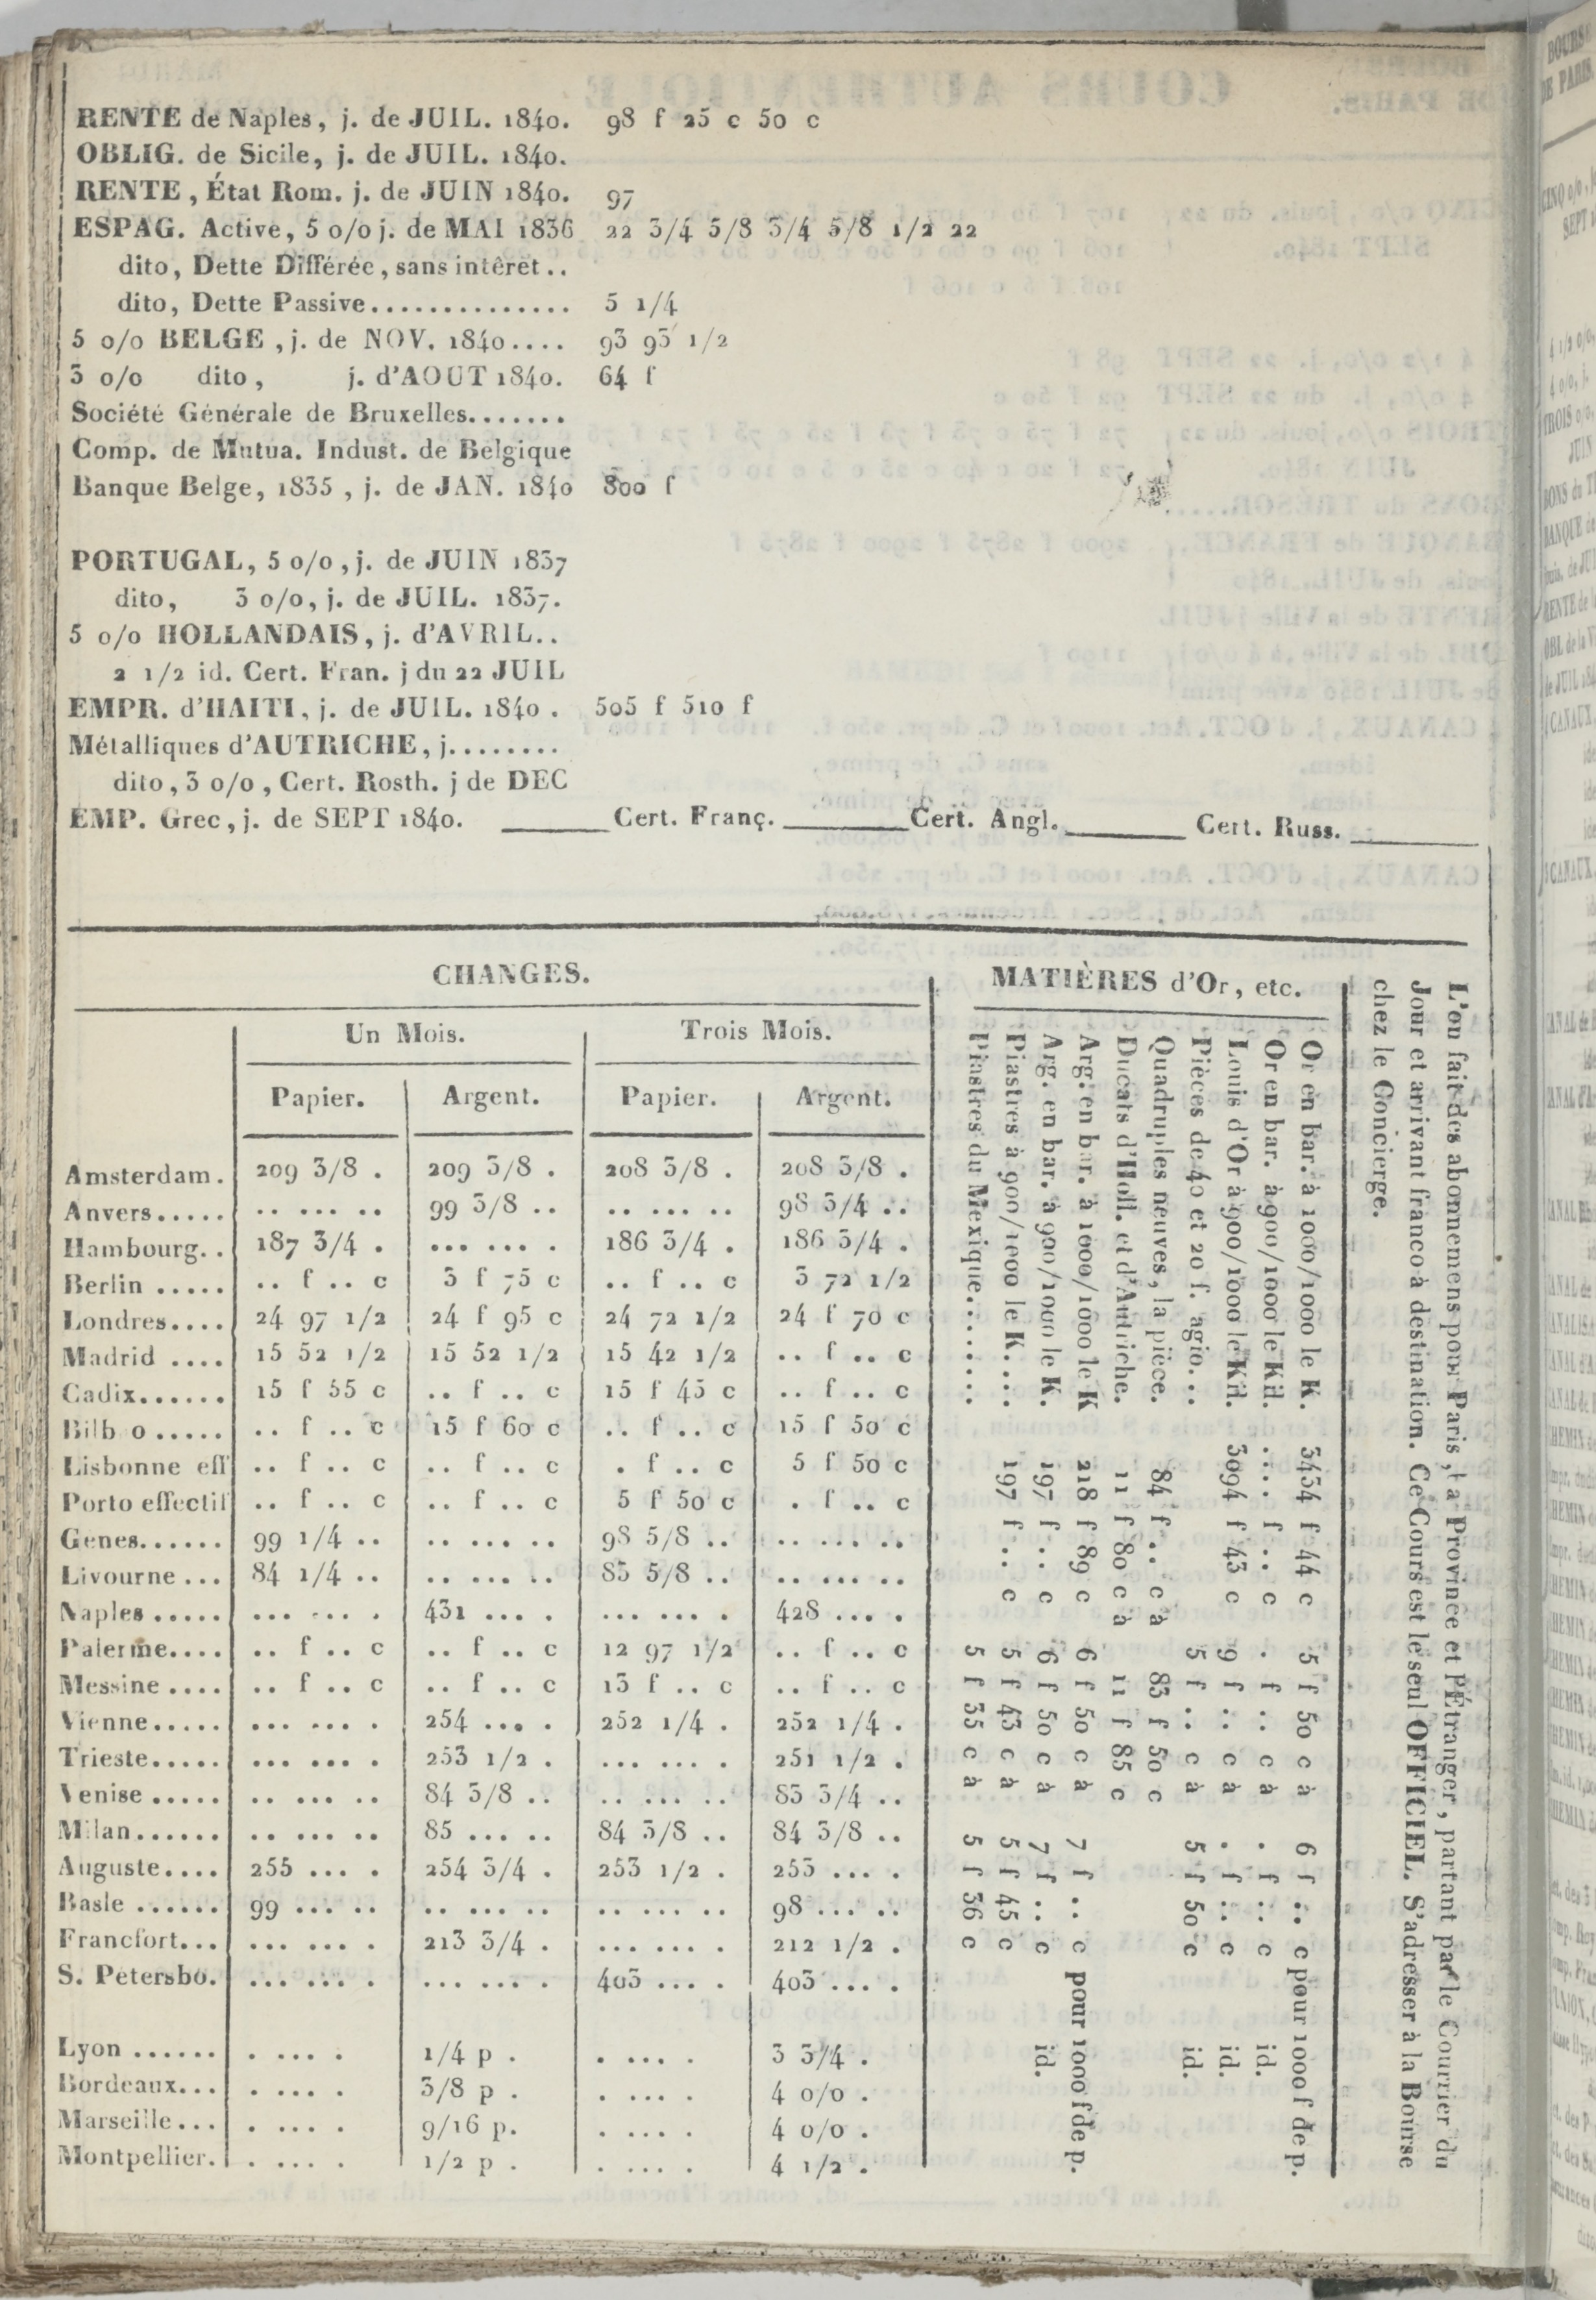 RENTE de Naples, j. de JUIL. 1840. 98 f 25 c 50 c
OBLIG. de Sicile, j. de JUIL. 1840.
RENTE, État Rom. j. de JUIN 1840. 97
ESPAG. Active, 5 o/o j. de MAI 1836 22 3/4 5/8 3/4 5/8 1/2 22
dito, Dette Différée, sans intêret..
dito, Dette Passive.............. 5 1/4
5 o/o BELGE, j. de NOV. 1840.... 93 93 1/2
3 o/o dito, j. d'AOUT 1840. 64 f
Société Générale de Bruxelles.......
Comp. de Mutua. Indust. de Belgique
Banque Belge, 1835, j. de JAN. 1840 800 f
PORTUGAL, 5 o/o, j. de JUIN 1837
dito, 3 o/o, j. de JUIL. 1837.
5 o/o HOLLANDAIS, j. d'AVRIL..
2 1/2 id. Cert. Fran. j du 22 JUIL
EMPR. d'HAITI, j. de JUIL. 1840. 505 f 510 f
Métalliques d'AUTRICHE, j........
dito, 3 o/o, Cert. Rosth. j de DEC
EMP. Grec, j. de SEPT 1840. Cert. Franç. Cert. Angl. Cert. Russ.
CHANGES.
Un Mois. Trois Mois.
Papier. Argent. Papier. Argent.
Amsterdam. 209 3/8 . 209 3/8 . 208 3/8 . 208 3/8 .
Anvers..... .. ... .. 99 3/8 .. .. ... .. 98 3/4 ..
Hambourg.. 187 3/4 . ... ... . 186 3/4 . 186 3/4 .
Berlin ..... .. f .. c 3 f 75 c .. f .. c 3 72 1/2
Londres.... 24 97 1/2 24 f 95 c 24 72 1/2 24 f 70 c
Madrid .... 15 52 1/2 15 52 1/2 15 42 1/2 .. f .. c
Cadix...... 15 f 55 c .. f .. c 15 f 45 c .. f .. c
Bilb o ..... .. f .. c 15 f 60 c .. f .. c 15 f 50 c
Lisbonne eff .. f .. c .. f .. c . f .. c 5 f 50 c
Porto effectif .. f .. c .. f .. c 5 f 50 c . f .. c
Genes...... 99 1/4 .. .. ... .. 98 5/8 .. .. ... ..
Livourne ... 84 1/4 .. .. ... .. 83 5/8 .. .. ... ..
Naples ..... ... ... . 431 ... . ... ... . 428 ... .
Palerme.... .. f .. c .. f .. c 12 97 1/2 .. f .. c
Messine .... .. f .. c .. f .. c 13 f .. c .. f .. c
Vienne..... ... ... . 254 ... . 252 1/4 . 252 1/4 .
Trieste..... ... ... . 253 1/2 . ... ... . 251 1/2 .
Venise ..... .. ... .. 84 3/8 .. .. ... .. 83 3/4 ..
Milan...... .. ... .. 85 ... .. 84 3/8 .. 84 3/8 ..
Auguste.... 255 ... . 254 3/4 . 253 1/2 . 253 ... .
Basle ...... 99 ... .. .. ... .. .. ... .. 98 ... ..
Francfort... ... ... . 213 3/4 . ... ... . 212 1/2 .
S. Petersbo. ... ... . ... ... . 403 ... . 403 ... .
Lyon ...... . ... . 1/4 p . . ... . 3 3/4 .
Bordeaux... . ... . 3/8 p . . ... . 4 o/o .
Marseille... . ... . 9/16 p. . ... . 4 o/o .
Montpellier. . ... . 1/2 p . . ... . 4 1/2 .
MATIÈRES d'Or, etc.
Or en bar. à 1000/1000 le K. 3434 f 44 c 5 f 50 c à 6 f .. c pour 1000 f de p.
Or en bar. à 900/1000 le Kil. .... f .. c . f .. c à . f .. c id.
Louis d'Or à 900/1000 le Kil. 3094 f 43 c 9 f .. c à . f .. c id.
Pièces de 40 et 20 f. agio... 5 f .. c à 5 f 50 c id.
Quadruples neuves, la pièce. 84 f .. c à 83 f 50 c
Ducats d'Holl. et d'Autriche. 11 f 80 c à 11 f 85 c
Arg. en bar. à 1000/1000 le K 218 f 89 c 6 f 50 c à 7 f .. c pour 1000 f de p.
Arg. en bar. à 900/1000 le K. 197 f .. c 6 f 50 c à 7 f .. c id.
Piastres à 900/1000 le K.... 197 f .. c 5 f 43 c à 5 f 45 c
Piastres du Mexique....... 5 f 35 c à 5 f 36 c
L'on fait des abonnemens pour Paris, la Province et l'Étranger, partant par le Courrier du
Jour et arrivant franco à destination. Ce Cours est le seul OFFICIEL. S'adresser à la Bourse
chez le Concierge.